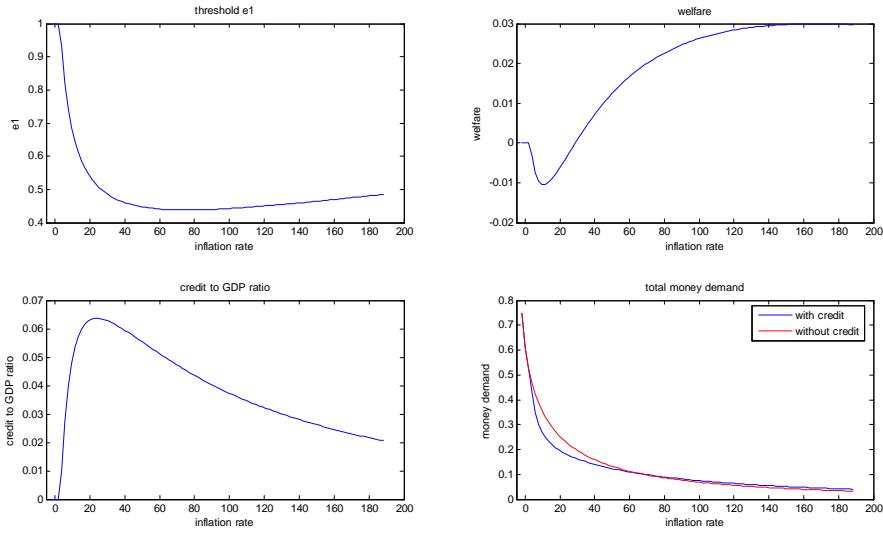 threshold e1
1
0.9
0.8
0.7
0.6
0.5
0.4
e1
0 20 40 60 80 100 120 140 160 180 200
inflation rate
welfare
0.03
0.02
0.01
0
-0.01
-0.02
welfare
0 20 40 60 80 100 120 140 160 180 200
inflation rate
credit to GDP ratio
0.07
0.06
0.05
0.04
0.03
0.02
0.01
0
credit to GDP ratio
0 20 40 60 80 100 120 140 160 180 200
inflation rate
total money demand
0.8
0.7
0.6
0.5
0.4
0.3
0.2
0.1
0
money demand
with credit
without credit
0 20 40 60 80 100 120 140 160 180 200
inflation rate